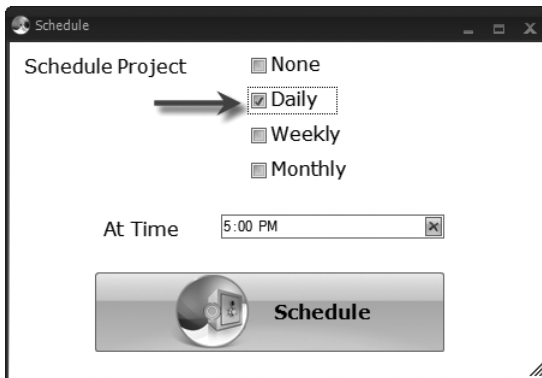 Schedule
Schedule Project
None
Daily
Weekly
Monthly
At Time
5:00 PM
Schedule